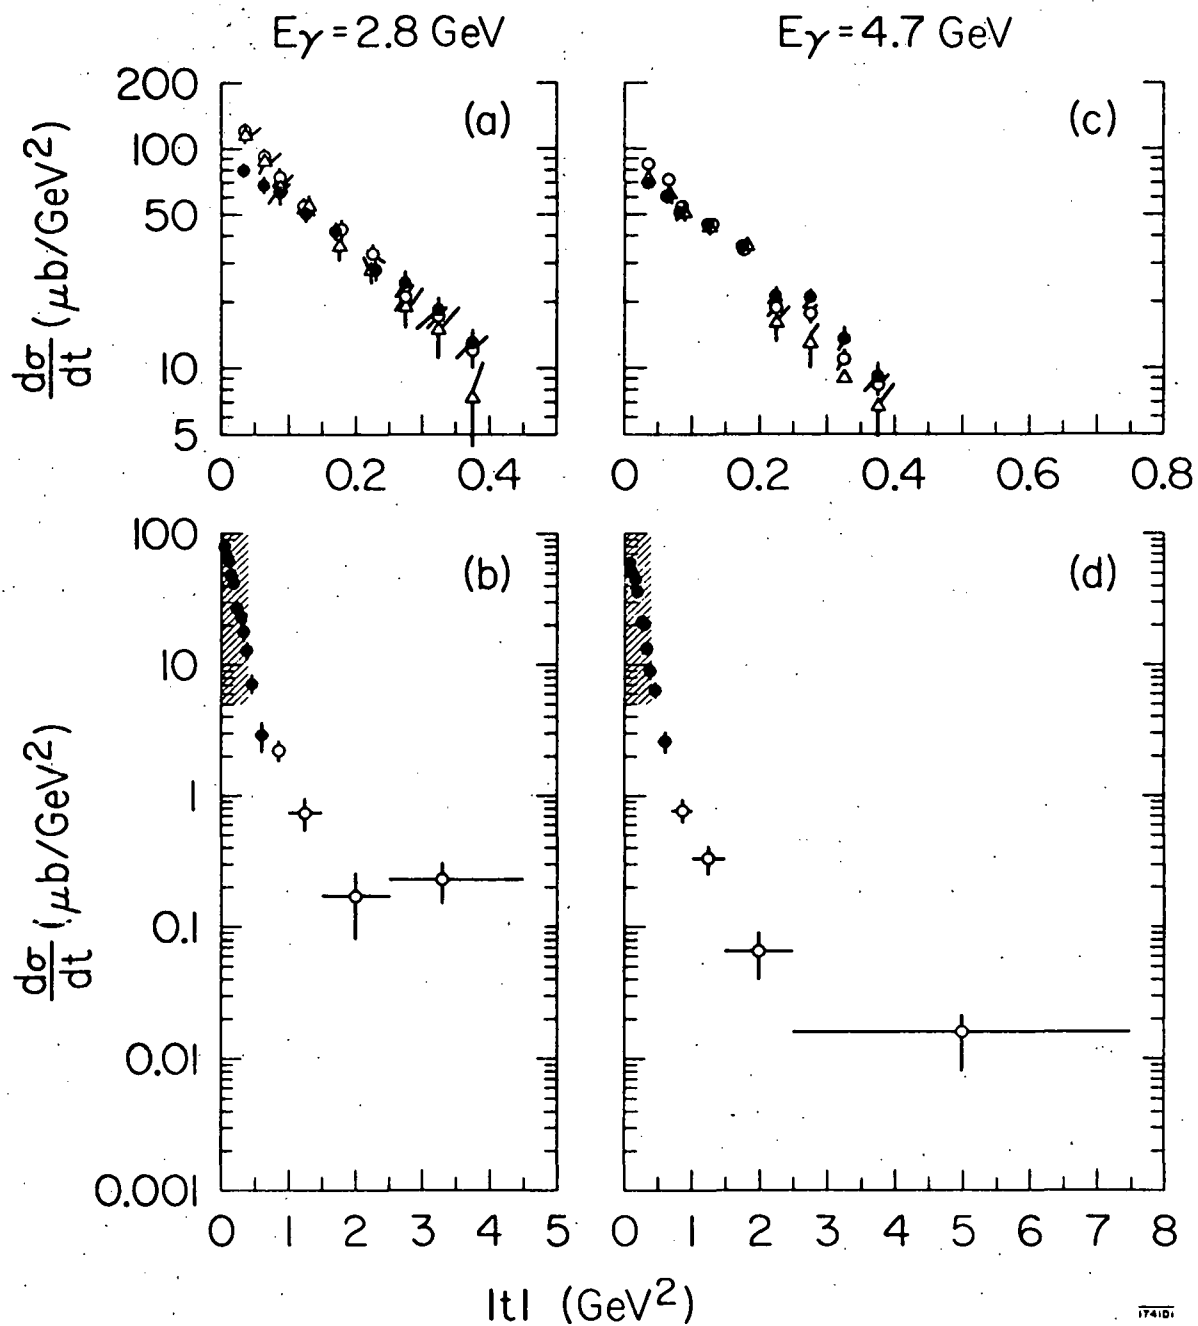 Eγ = 2.8 GeV
Eγ = 4.7 GeV
dσ/dt (μb/GeV²)
200
100
50
10
5
(a)
0 0.2 0.4
(c)
0 0.2 0.4 0.6 0.8
dσ/dt (μb/GeV²)
100
10
1
0.1
0.01
0.001
(b)
0 1 2 3 4 5
(d)
0 1 2 3 4 5 6 7 8
|t| (GeV²)
1741D1